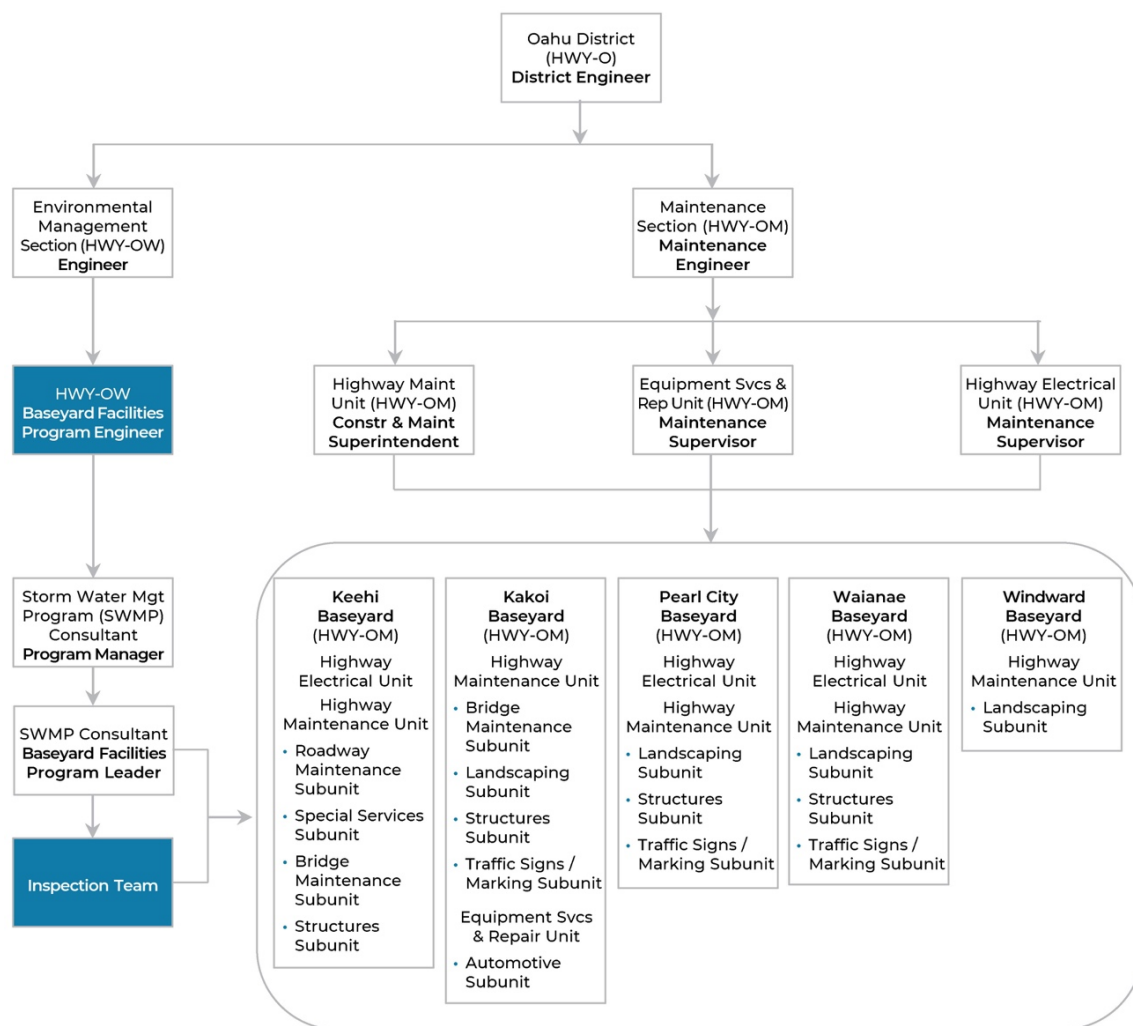 Oahu District
(HWY-O)
District Engineer
Environmental
Management
Section (HWY-OW)
Engineer
Maintenance
Section (HWY-OM)
Maintenance
Engineer
HWY-OW
Baseyard Facilities
Program Engineer
Highway Maint
Unit (HWY-OM)
Constr & Maint
Superintendent
Equipment Svcs &
Rep Unit (HWY-OM)
Maintenance
Supervisor
Highway Electrical
Unit (HWY-OM)
Maintenance
Supervisor
Storm Water Mgt
Program (SWMP)
Consultant
Program Manager
SWMP Consultant
Baseyard Facilities
Program Leader
Inspection Team
Keehi
Baseyard
(HWY-OM)
Highway
Electrical Unit
Highway
Maintenance Unit
• Roadway
Maintenance
Subunit
• Special Services
Subunit
• Bridge
Maintenance
Subunit
• Structures
Subunit
Kakoi
Baseyard
(HWY-OM)
Highway
Maintenance Unit
• Bridge
Maintenance
Subunit
• Landscaping
Subunit
• Structures
Subunit
• Traffic Signs /
Marking Subunit
Equipment Svcs
& Repair Unit
• Automotive
Subunit
Pearl City
Baseyard
(HWY-OM)
Highway
Electrical Unit
Highway
Maintenance Unit
• Landscaping
Subunit
• Structures
Subunit
• Traffic Signs /
Marking Subunit
Waianae
Baseyard
(HWY-OM)
Highway
Electrical Unit
Highway
Maintenance Unit
• Landscaping
Subunit
• Structures
Subunit
• Traffic Signs /
Marking Subunit
Windward
Baseyard
(HWY-OM)
Highway
Maintenance Unit
• Landscaping
Subunit